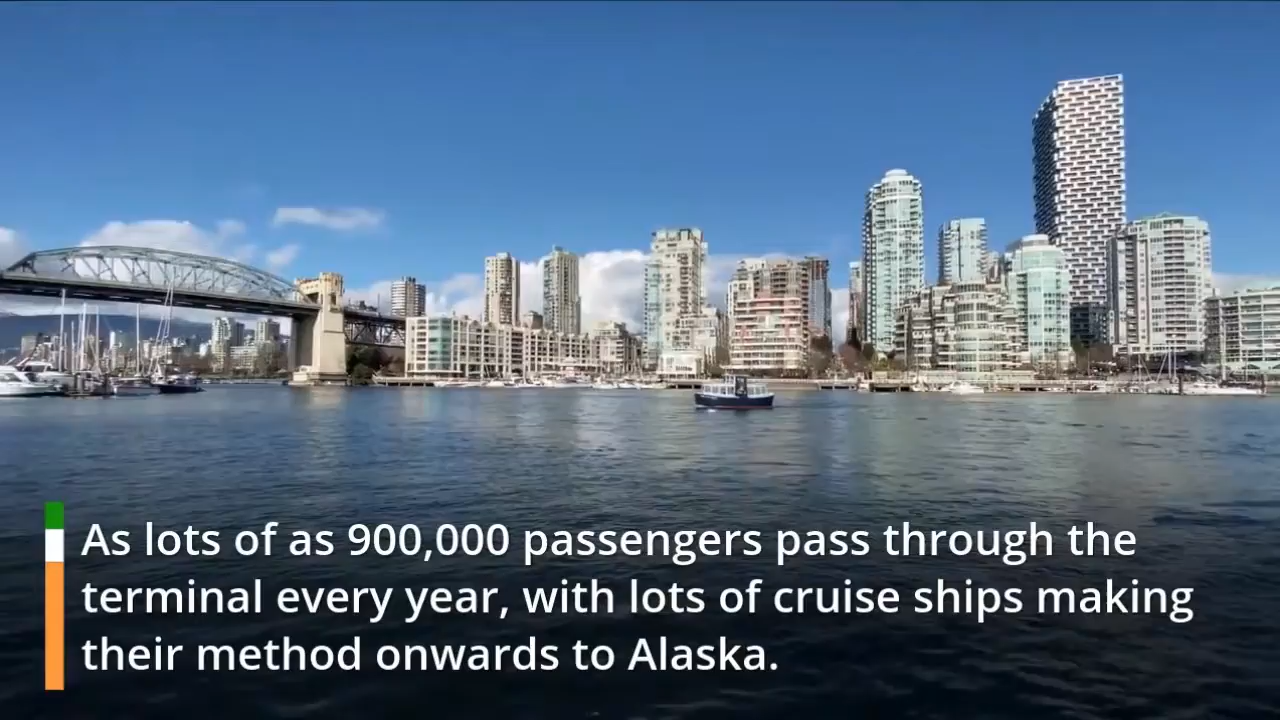 As lots of as 900,000 passengers pass through the
terminal every year, with lots of cruise ships making
their method onwards to Alaska.